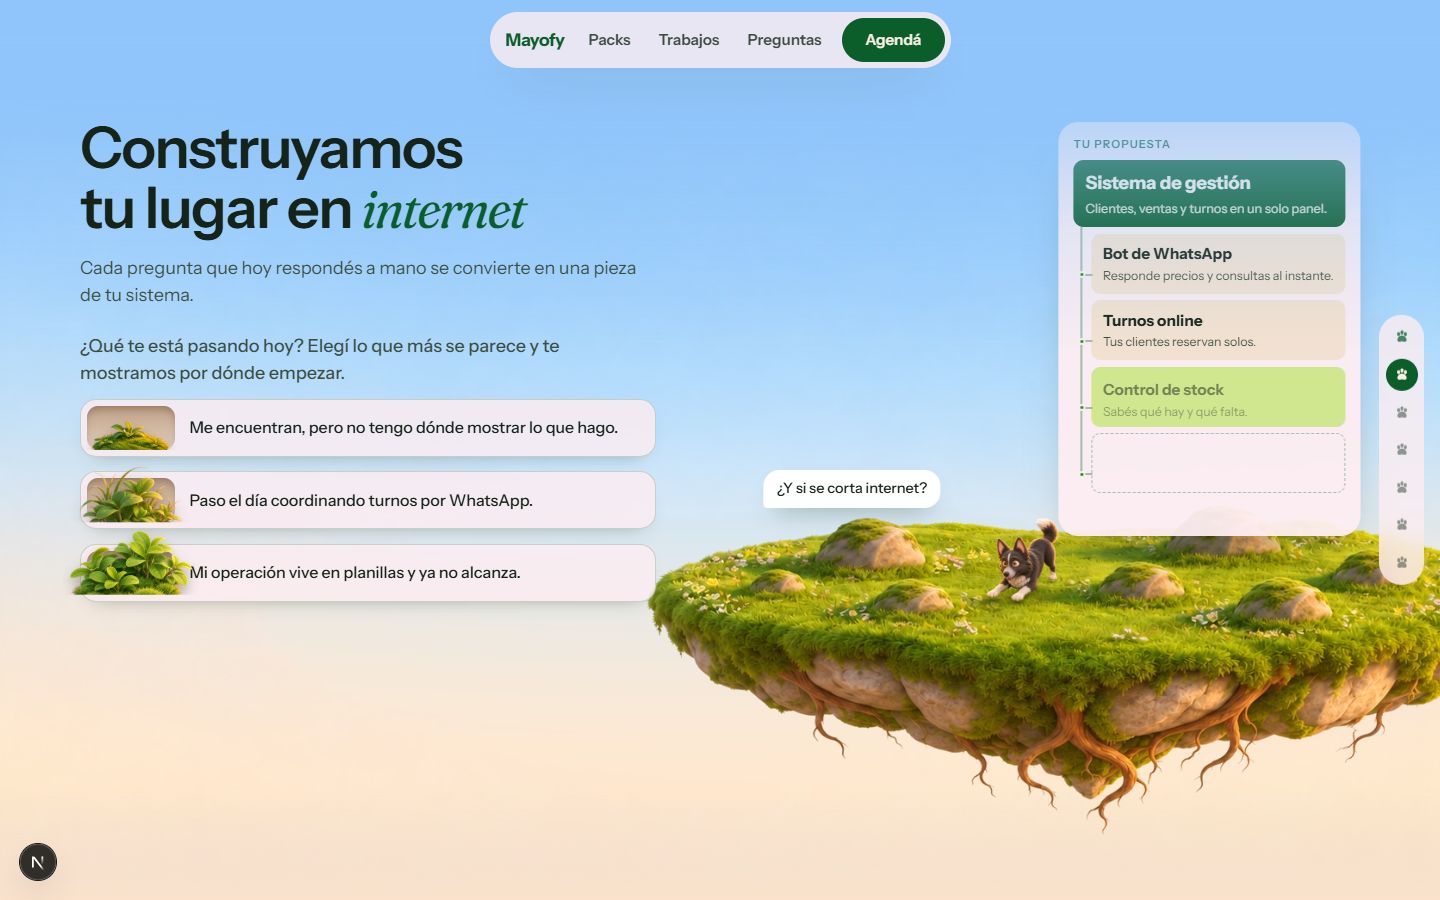 Mayofy
Packs
Trabajos
Preguntas
Agendá
Construyamos
tu lugar en internet
Cada pregunta que hoy respondés a mano se convierte en una pieza
de tu sistema.
¿Qué te está pasando hoy? Elegí lo que más se parece y te
mostramos por dónde empezar.
Me encuentran, pero no tengo dónde mostrar lo que hago.
Paso el día coordinando turnos por WhatsApp.
Mi operación vive en planillas y ya no alcanza.
¿Y si se corta internet?
TU PROPUESTA
Sistema de gestión
Clientes, ventas y turnos en un solo panel.
Bot de WhatsApp
Responde precios y consultas al instante.
Turnos online
Tus clientes reservan solos.
Control de stock
Sabés qué hay y qué falta.
N